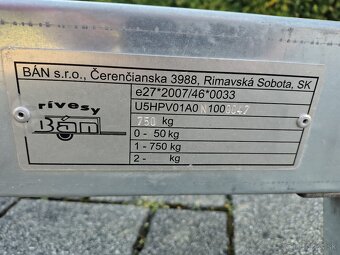 BÁN s.r.o., Čerenčianska 3988, Rimavská Sobota, SK
rívesy
Bán
e27*2007/46*0033
U5HPV01A0N1001047
750 kg
0 - 50 kg
1 - 750 kg
2 - kg